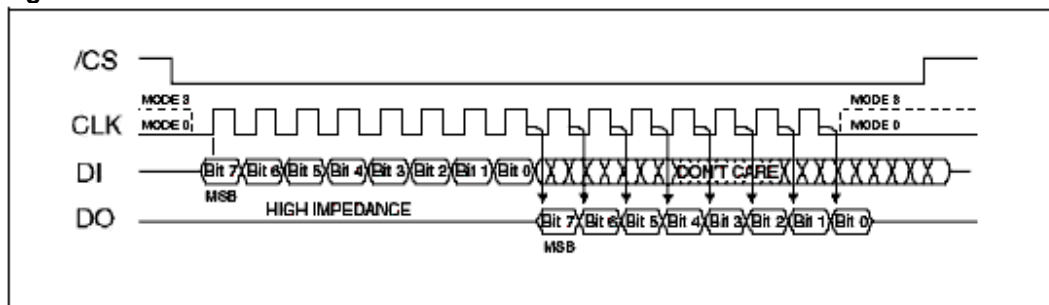 /CS
MODE 3 MODE 3
CLK MODE 0 MODE 0
DI Bit 7 Bit 6 Bit 5 Bit 4 Bit 3 Bit 2 Bit 1 Bit 0 DON'T CARE
MSB
HIGH IMPEDANCE
DO Bit 7 Bit 6 Bit 5 Bit 4 Bit 3 Bit 2 Bit 1 Bit 0
MSB